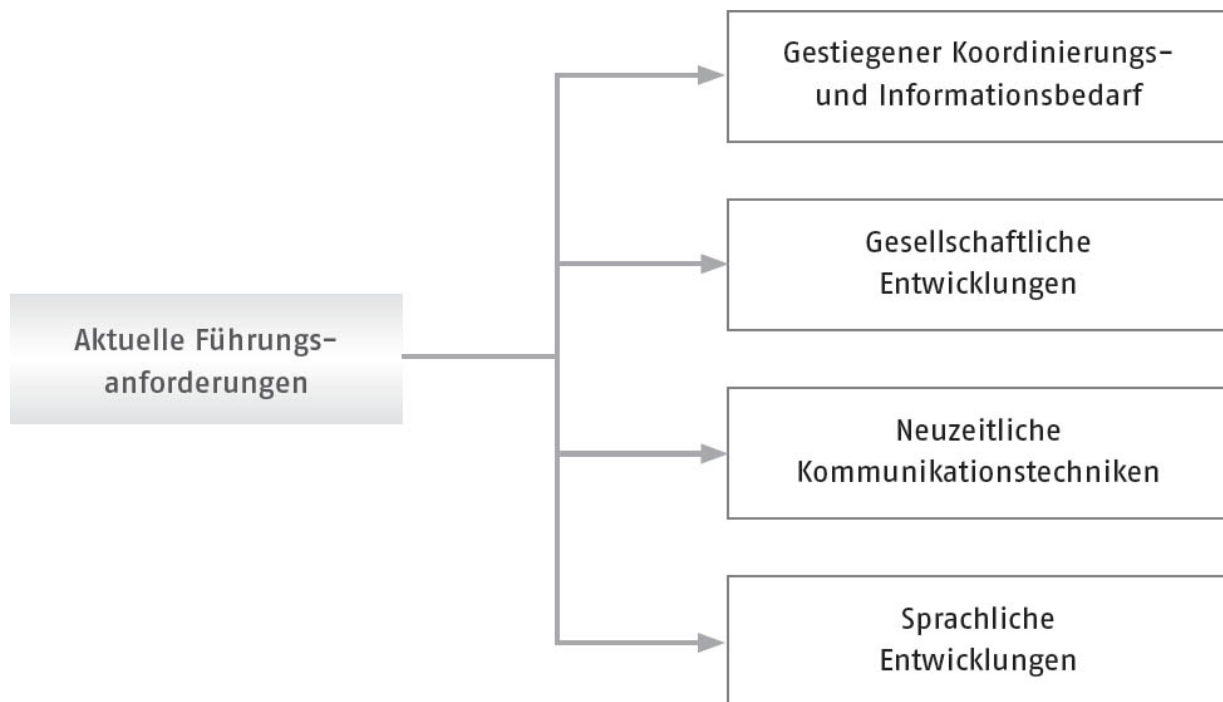 Aktuelle Führungs-
anforderungen
Gestiegener Koordinierungs-
und Informationsbedarf
Gesellschaftliche
Entwicklungen
Neuzeitliche
Kommunikationstechniken
Sprachliche
Entwicklungen